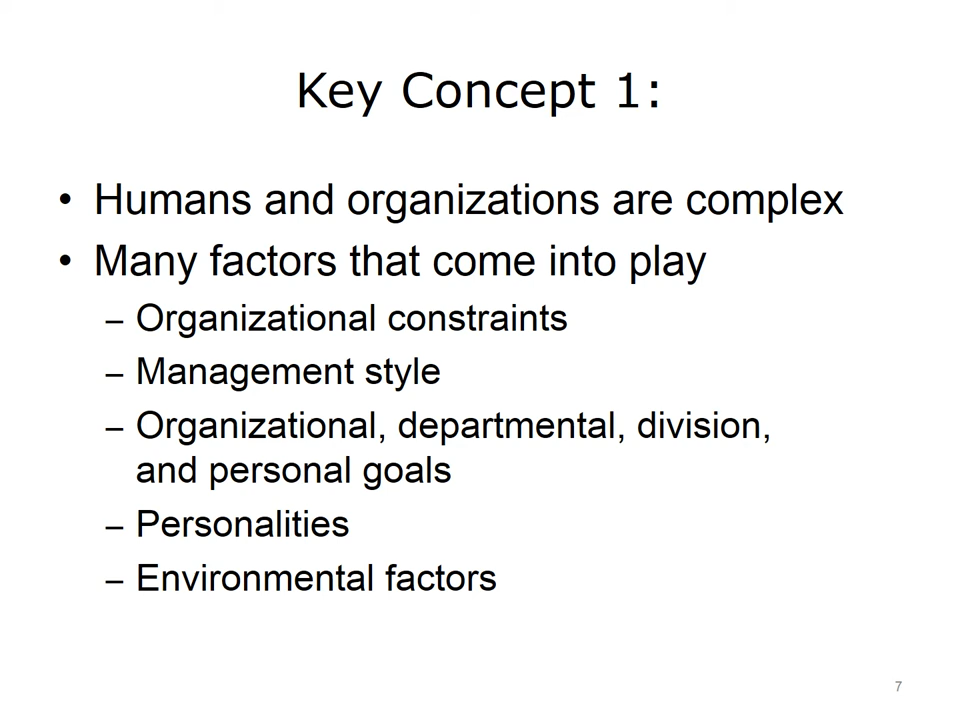 Key Concept 1:
• Humans and organizations are complex
• Many factors that come into play
– Organizational constraints
– Management style
– Organizational, departmental, division,
and personal goals
– Personalities
– Environmental factors
7